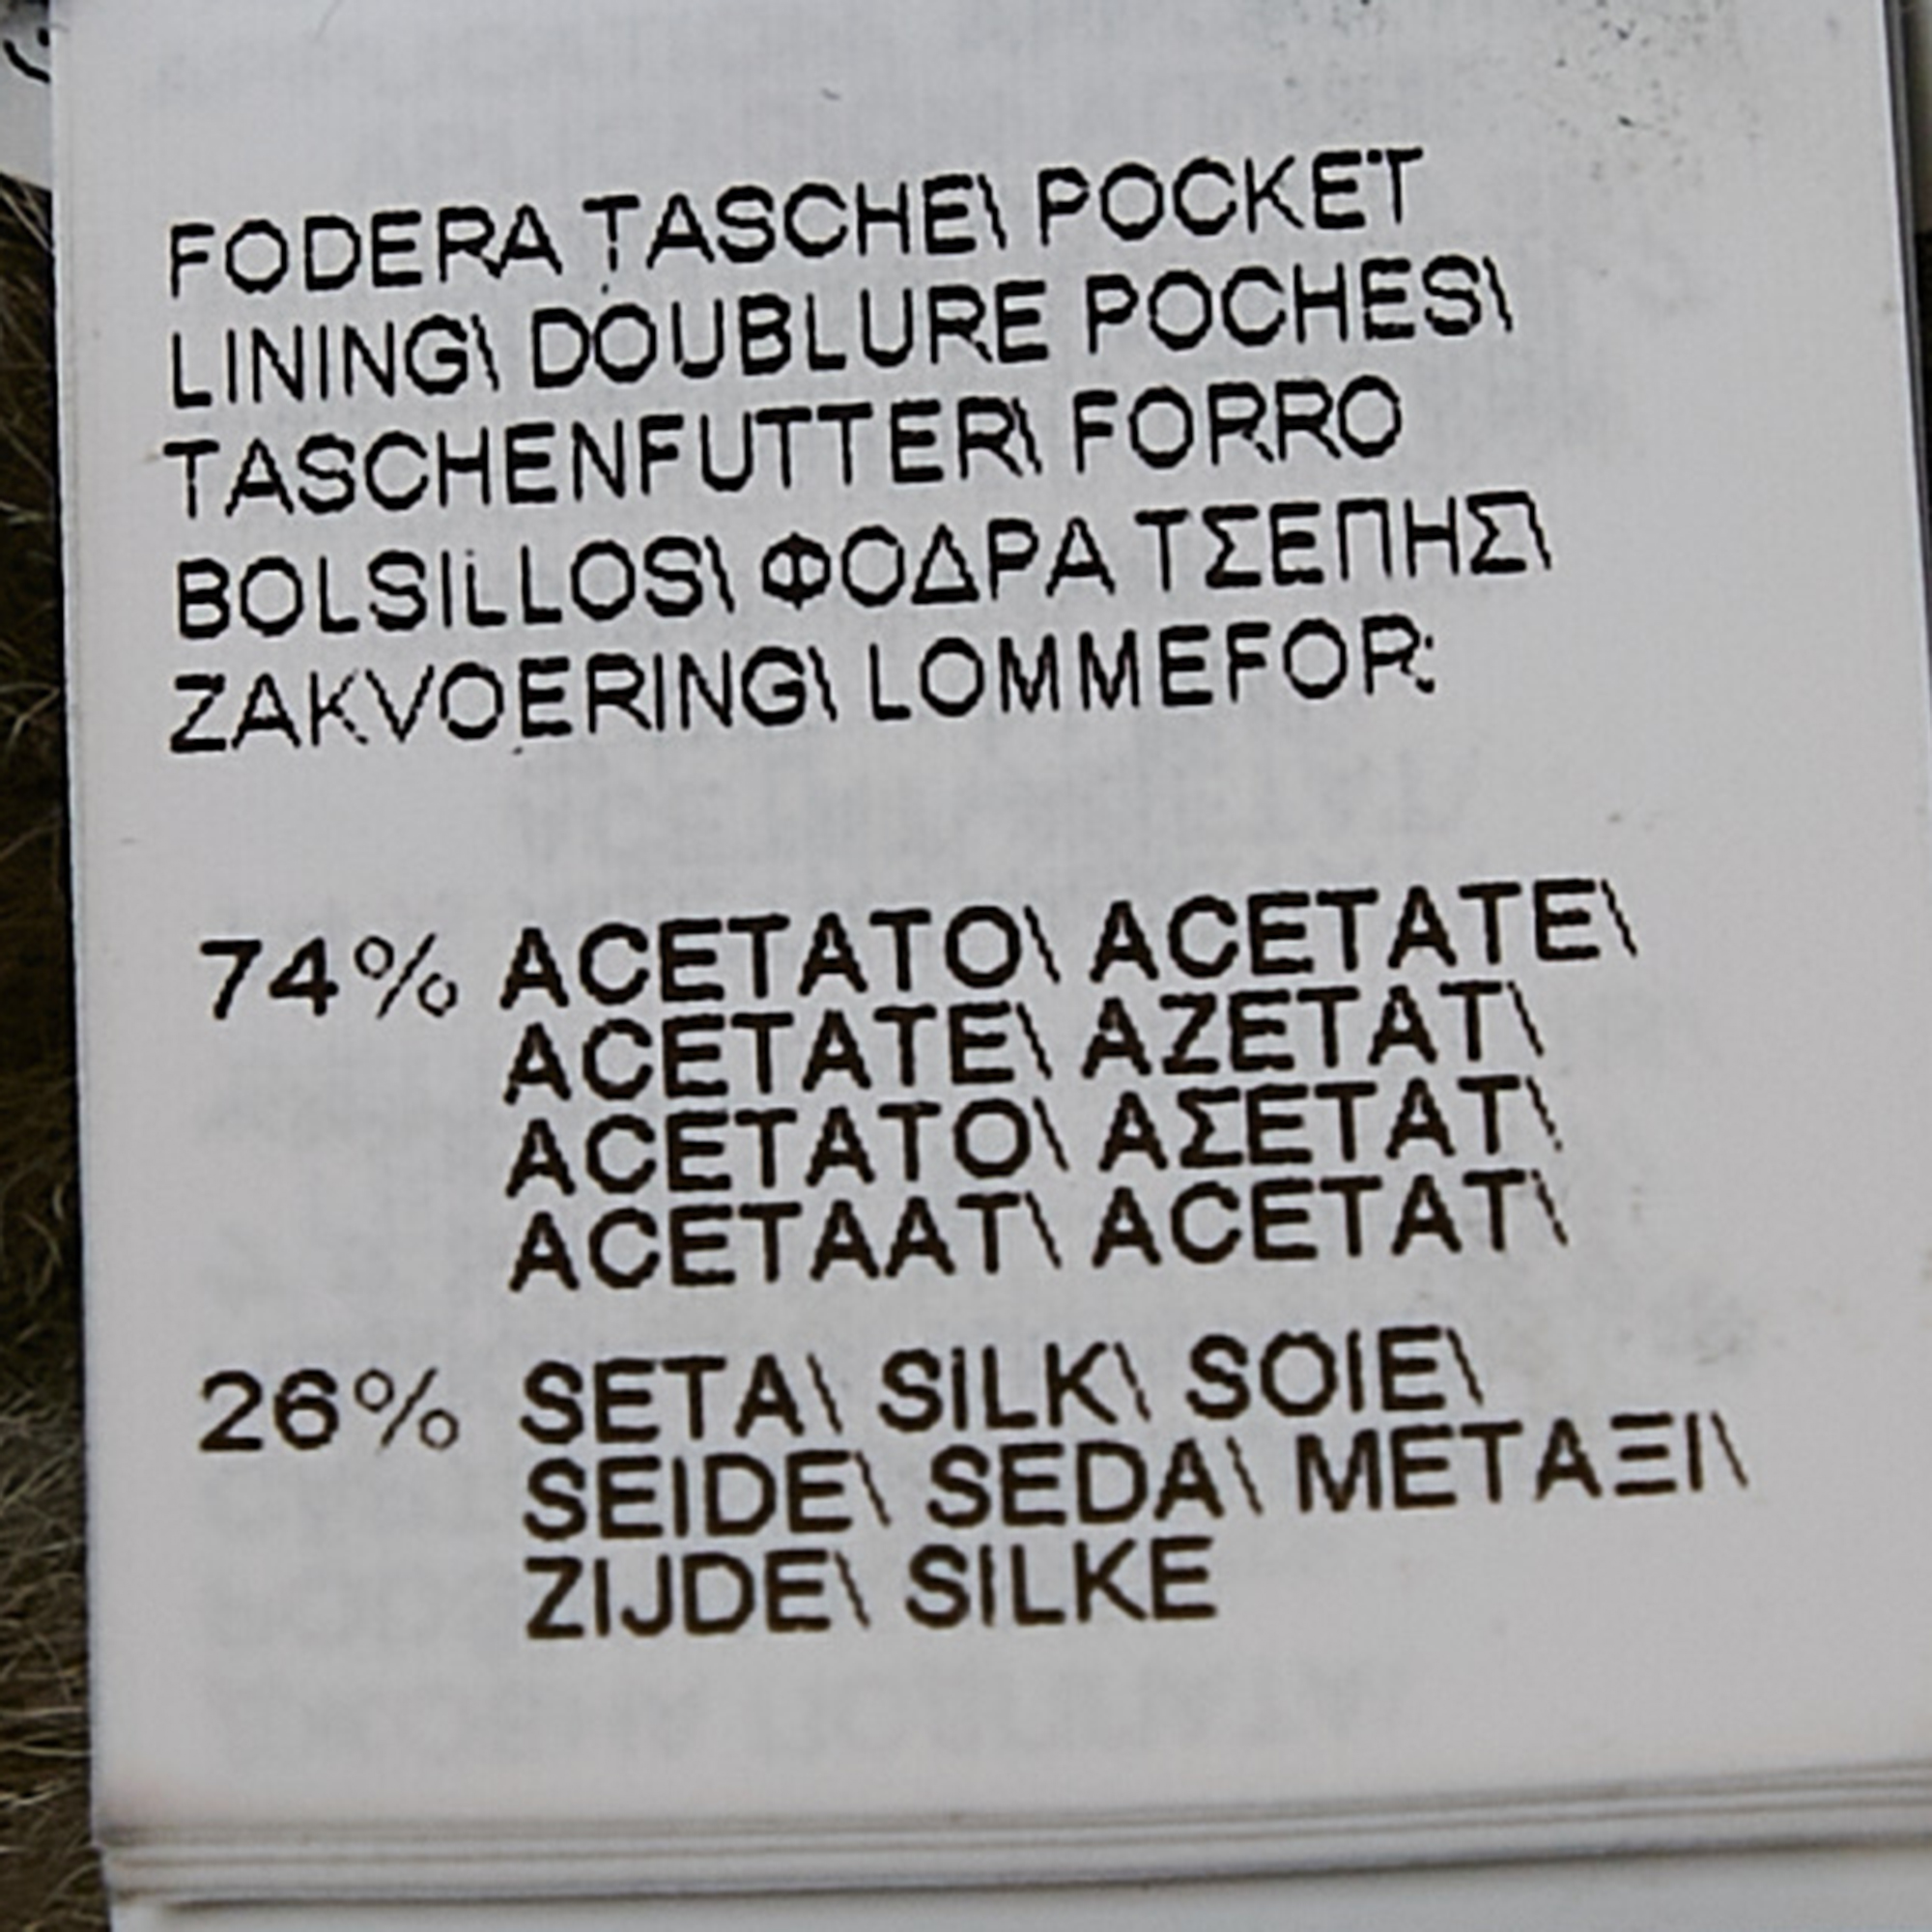 FODERA TASCHE\ POCKET
LINING\ DOUBLURE POCHES\
TASCHENFUTTER\ FORRO
BOLSILLOS\ ΦΟΔΡΑ ΤΣΕΠΗΣ\
ZAKVOERING\ LOMMEFOR:
74% ACETATO\ ACETATE\
ACETATE\ AZETAT\
ACETATO\ ΑΣΕΤΑΤ\
ACETAAT\ ACETAT\
26% SETA\ SILK\ SOIE\
SEIDE\ SEDA\ ΜΕΤΑΞΙ\
ZIJDE\ SILKE